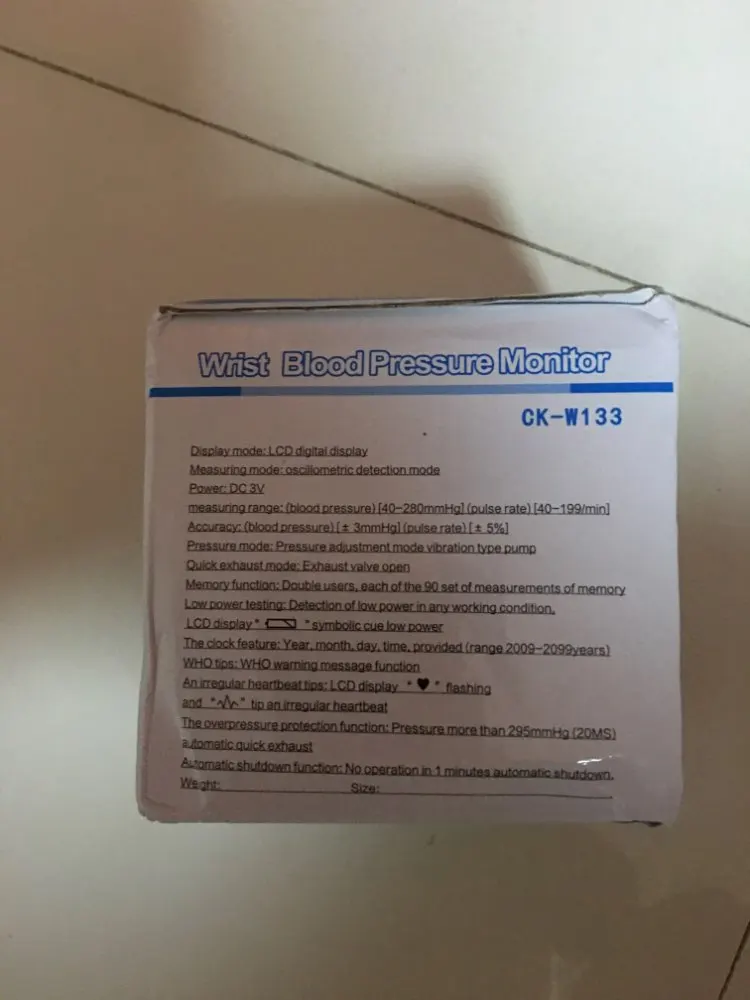 Wrist Blood Pressure Monitor
CK-W133
Display mode: LCD digital display
Measuring mode: oscillometric detection mode
Power: DC 3V
measuring range: (blood pressure) [40-280mmHg] (pulse rate) [40-199/min]
Accuracy: (blood pressure) [± 3mmHg] (pulse rate) [± 5%]
Pressure mode: Pressure adjustment mode vibration type pump
Quick exhaust mode: Exhaust valve open
Memory function: Double users, each of the 90 set of measurements of memory
Low power testing: Detection of low power in any working condition,
LCD display " " symbolic cue low power
The clock feature: Year, month, day, time, provided (range 2009-2099years)
WHO tips: WHO warning message function
An irregular heartbeat tips: LCD display " ♥ " flashing
and " " tip an irregular heartbeat
The overpressure protection function: Pressure more than 295mmHg (20MS)
automatic quick exhaust
Automatic shutdown function: No operation in 1 minutes automatic shutdown.
Weght: Size: